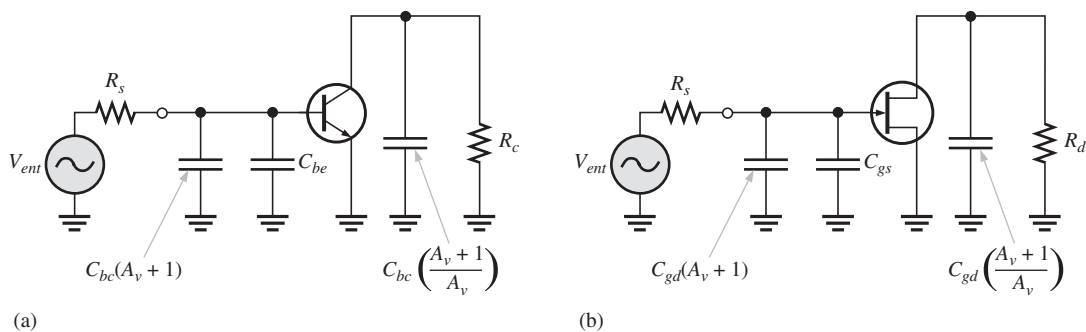 R_s
V_ent
C_be
R_c
C_bc(A_v + 1)
C_bc (A_v + 1 / A_v)
(a)
R_s
V_ent
C_gs
R_d
C_gd(A_v + 1)
C_gd (A_v + 1 / A_v)
(b)